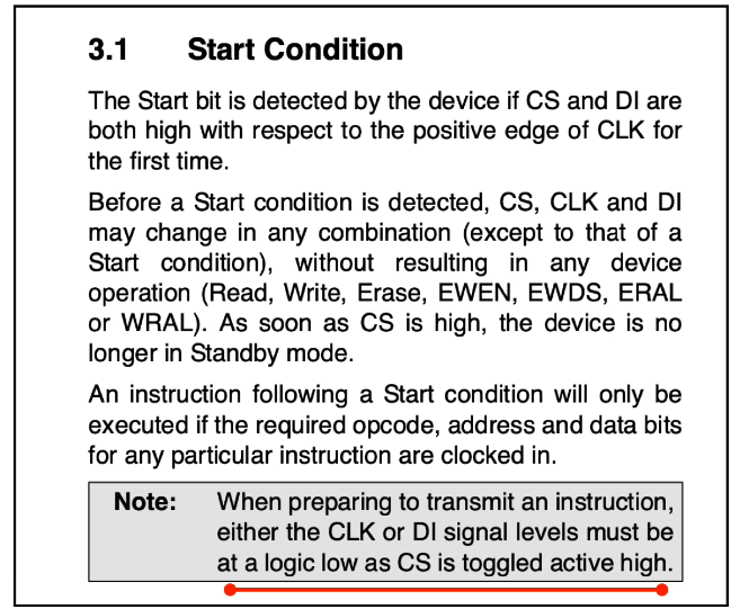 3.1 Start Condition
The Start bit is detected by the device if CS and DI are
both high with respect to the positive edge of CLK for
the first time.
Before a Start condition is detected, CS, CLK and DI
may change in any combination (except to that of a
Start condition), without resulting in any device
operation (Read, Write, Erase, EWEN, EWDS, ERAL
or WRAL). As soon as CS is high, the device is no
longer in Standby mode.
An instruction following a Start condition will only be
executed if the required opcode, address and data bits
for any particular instruction are clocked in.
Note: When preparing to transmit an instruction,
either the CLK or DI signal levels must be
at a logic low as CS is toggled active high.